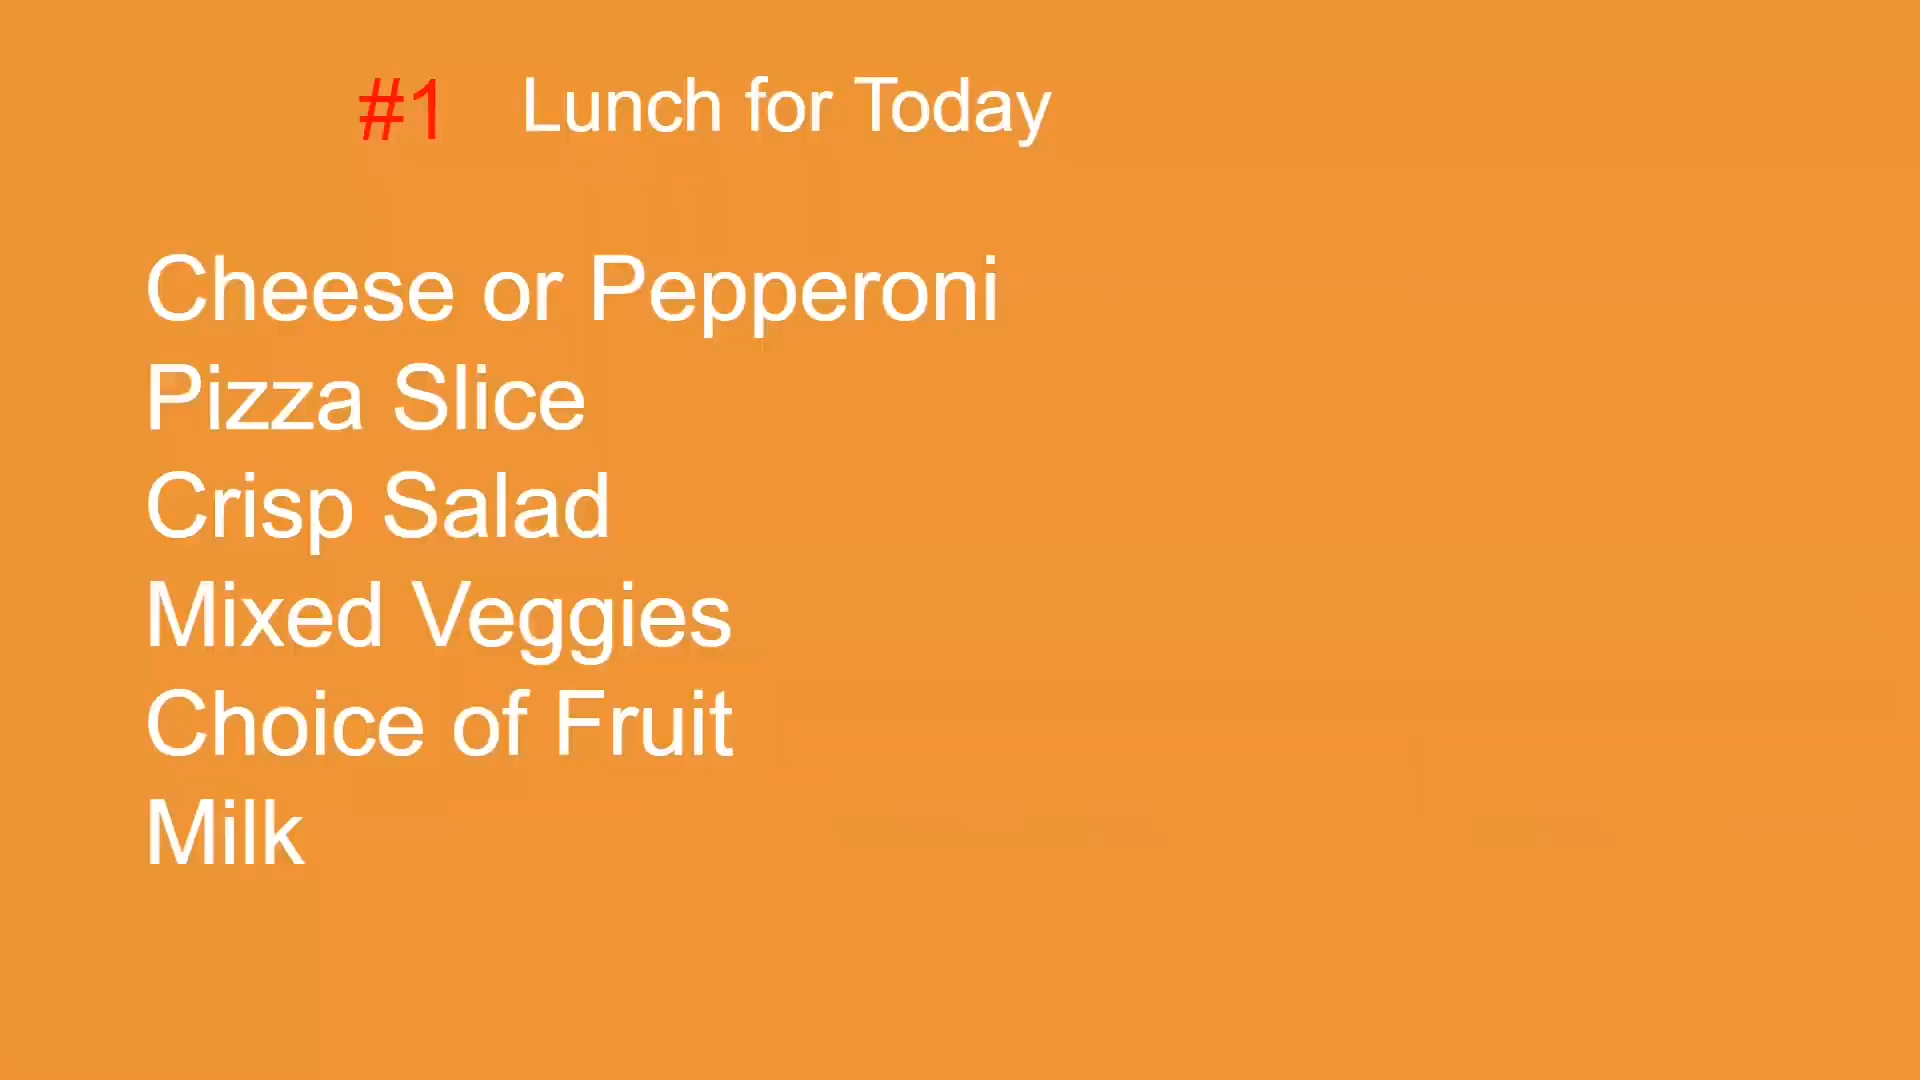 #1 Lunch for Today
Cheese or Pepperoni
Pizza Slice
Crisp Salad
Mixed Veggies
Choice of Fruit
Milk